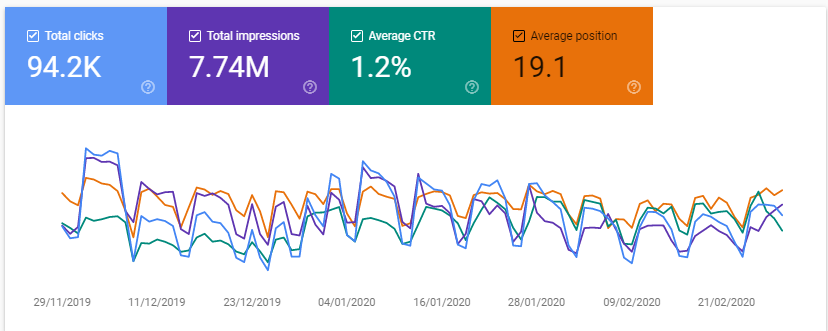 Total clicks
94.2K
Total impressions
7.74M
Average CTR
1.2%
Average position
19.1
29/11/2019 11/12/2019 23/12/2019 04/01/2020 16/01/2020 28/01/2020 09/02/2020 21/02/2020